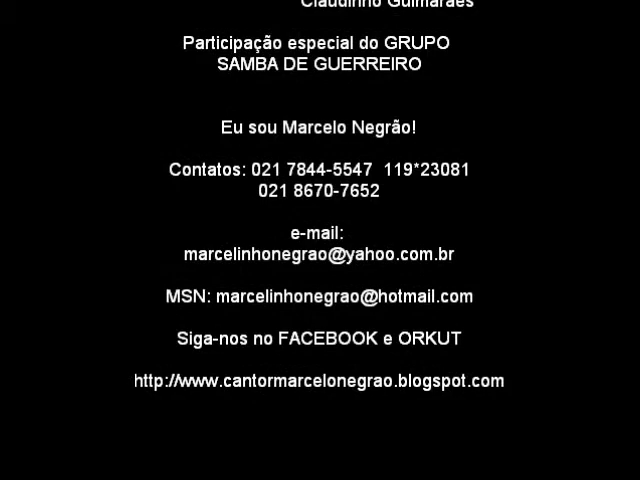 Claudinho Guimarães
Participação especial do GRUPO
SAMBA DE GUERREIRO
Eu sou Marcelo Negrão!
Contatos: 021 7844-5547  119*23081
021 8670-7652
e-mail:
marcelinhonegrao@yahoo.com.br
MSN: marcelinhonegrao@hotmail.com
Siga-nos no FACEBOOK e ORKUT
http://www.cantormarcelonegrao.blogspot.com